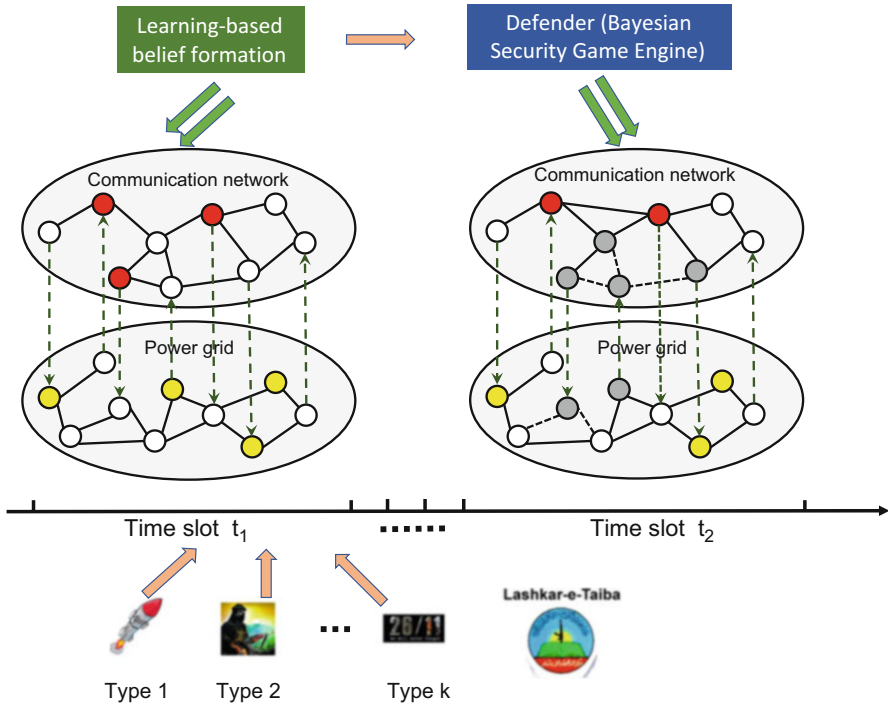 Learning-based
belief formation
Defender (Bayesian
Security Game Engine)
Communication network
Communication network
Power grid
Power grid
Time slot t₁
Time slot t₂
Lashkar-e-Taiba
26/11
Type 1
Type 2
Type k